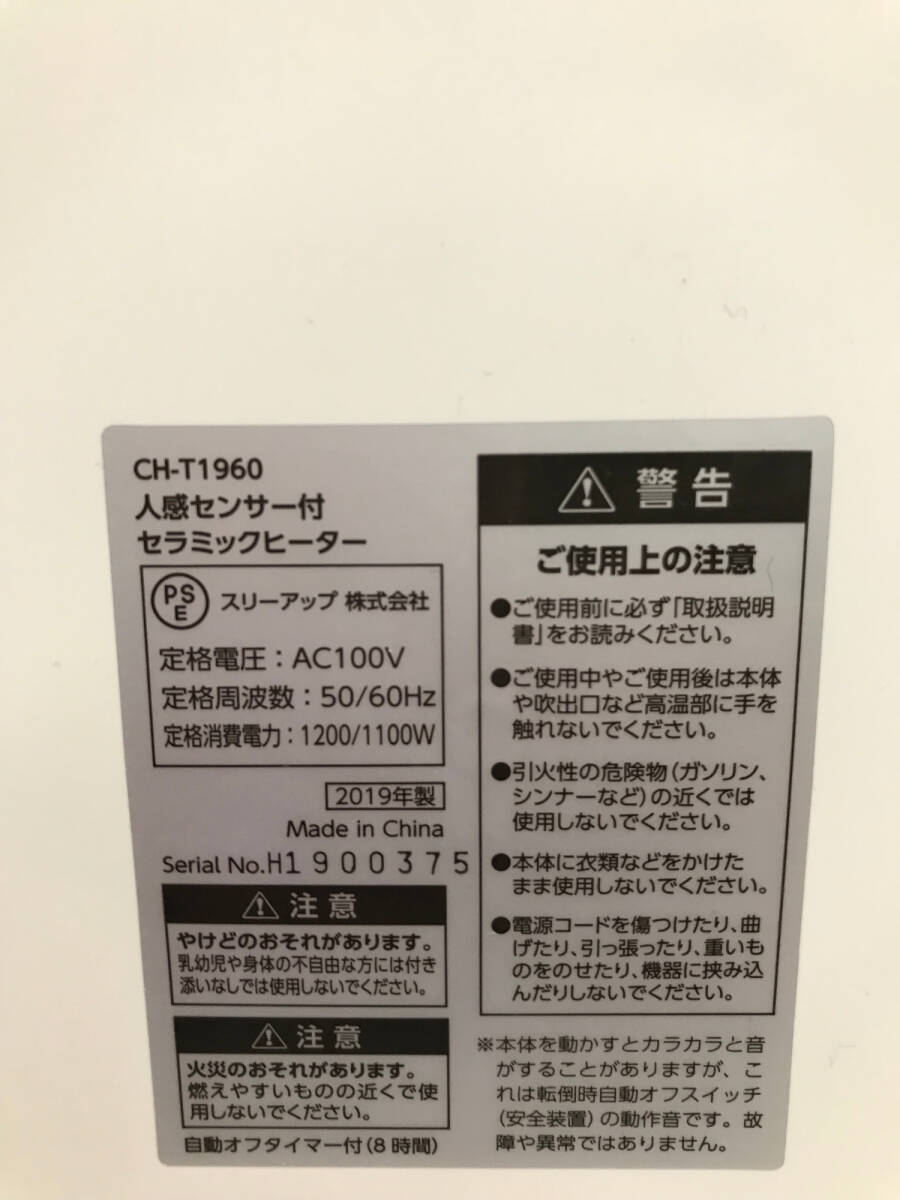 CH-T1960
人感センサー付
セラミックヒーター
PSE スリーアップ 株式会社
定格電圧：AC100V
定格周波数：50/60Hz
定格消費電力：1200/1100W
2019年製
Made in China
Serial No.H1900375
⚠ 注意
やけどのおそれがあります。
乳幼児や身体の不自由な方には付き
添いなしでは使用しないでください。
⚠ 注意
火災のおそれがあります。
燃えやすいものの近くで使
用しないでください。
自動オフタイマー付(8時間)
⚠ 警告
ご使用上の注意
●ご使用前に必ず「取扱説明
書」をお読みください。
●ご使用中やご使用後は本体
や吹出口など高温部に手を
触れないでください。
●引火性の危険物(ガソリン、
シンナーなど)の近くでは
使用しないでください。
●本体に衣類などをかけた
まま使用しないでください。
●電源コードを傷つけたり、曲
げたり、引っ張ったり、重いも
のをのせたり、機器に挟み込
んだりしないでください。
※本体を動かすとカラカラと音
がすることがありますが、こ
れは転倒時自動オフスイッチ
(安全装置)の動作音です。故
障や異常ではありません。